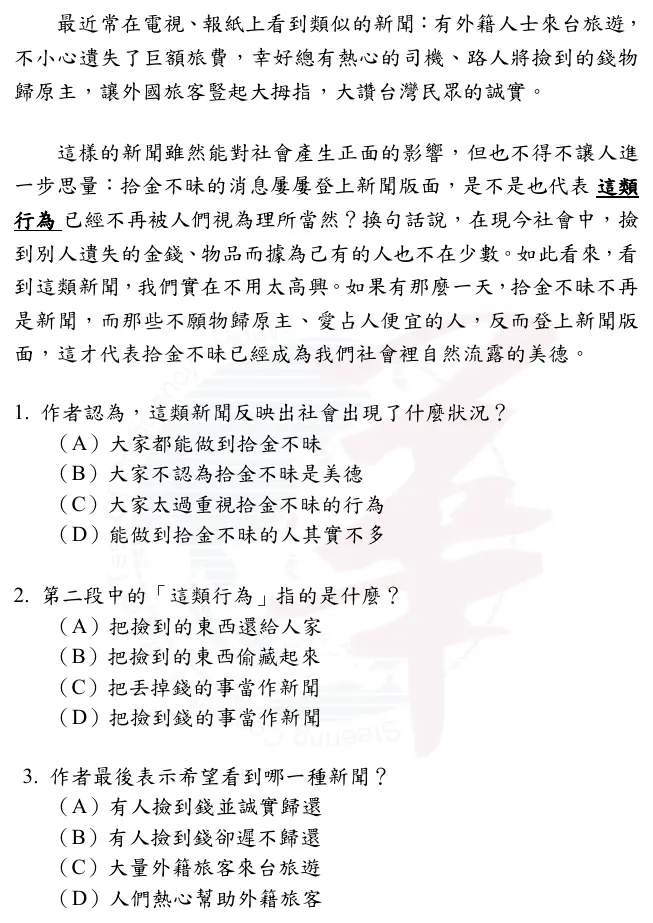 最近常在電視、報紙上看到類似的新聞：有外籍人士來台旅遊，
不小心遺失了巨額旅費，幸好總有熱心的司機、路人將撿到的錢物
歸原主，讓外國旅客豎起大拇指，大讚台灣民眾的誠實。
這樣的新聞雖然能對社會產生正面的影響，但也不得不讓人進
一步思量：拾金不昧的消息屢屢登上新聞版面，是不是也代表 這類
行為 已經不再被人們視為理所當然？換句話說，在現今社會中，撿
到別人遺失的金錢、物品而據為己有的人也不在少數。如此看來，看
到這類新聞，我們實在不用太高興。如果有那麼一天，拾金不昧不再
是新聞，而那些不願物歸原主、愛占人便宜的人，反而登上新聞版
面，這才代表拾金不昧已經成為我們社會裡自然流露的美德。
1. 作者認為，這類新聞反映出社會出現了什麼狀況？
（A）大家都能做到拾金不昧
（B）大家不認為拾金不昧是美德
（C）大家太過重視拾金不昧的行為
（D）能做到拾金不昧的人其實不多
2. 第二段中的「這類行為」指的是什麼？
（A）把撿到的東西還給人家
（B）把撿到的東西偷藏起來
（C）把丟掉錢的事當作新聞
（D）把撿到錢的事當作新聞
3. 作者最後表示希望看到哪一種新聞？
（A）有人撿到錢並誠實歸還
（B）有人撿到錢卻遲不歸還
（C）大量外籍旅客來台旅遊
（D）人們熱心幫助外籍旅客